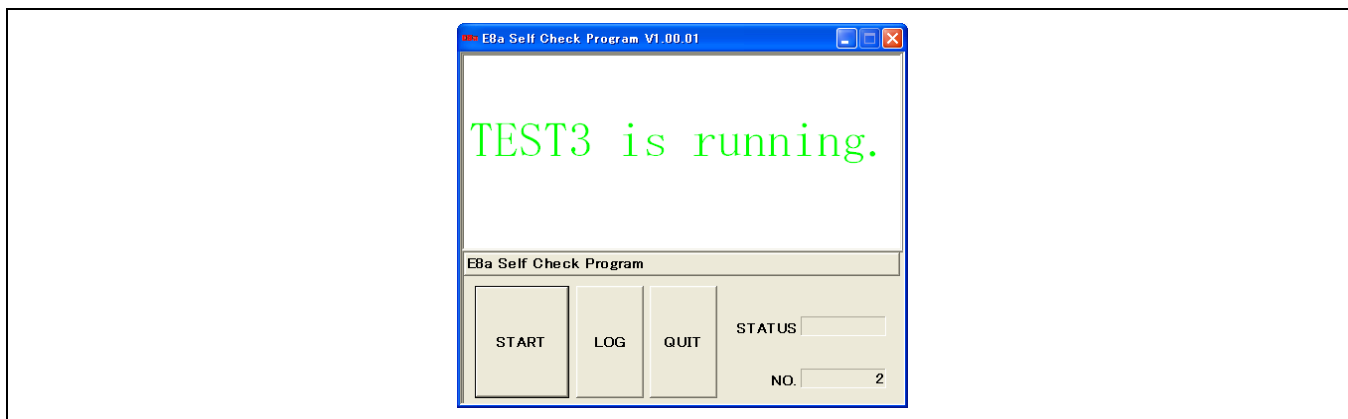 E8a Self Check Program V1.00.01
TEST3 is running.
E8a Self Check Program
START LOG QUIT
STATUS
NO. 2